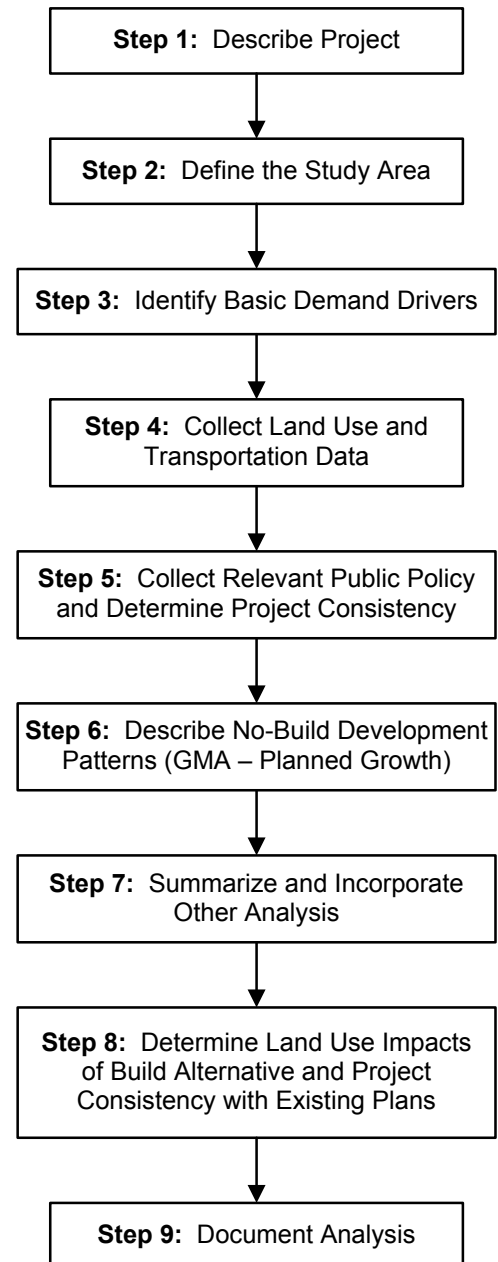 Step 1: Describe Project
Step 2: Define the Study Area
Step 3: Identify Basic Demand Drivers
Step 4: Collect Land Use and
Transportation Data
Step 5: Collect Relevant Public Policy
and Determine Project Consistency
Step 6: Describe No-Build Development
Patterns (GMA – Planned Growth)
Step 7: Summarize and Incorporate
Other Analysis
Step 8: Determine Land Use Impacts
of Build Alternative and Project
Consistency with Existing Plans
Step 9: Document Analysis